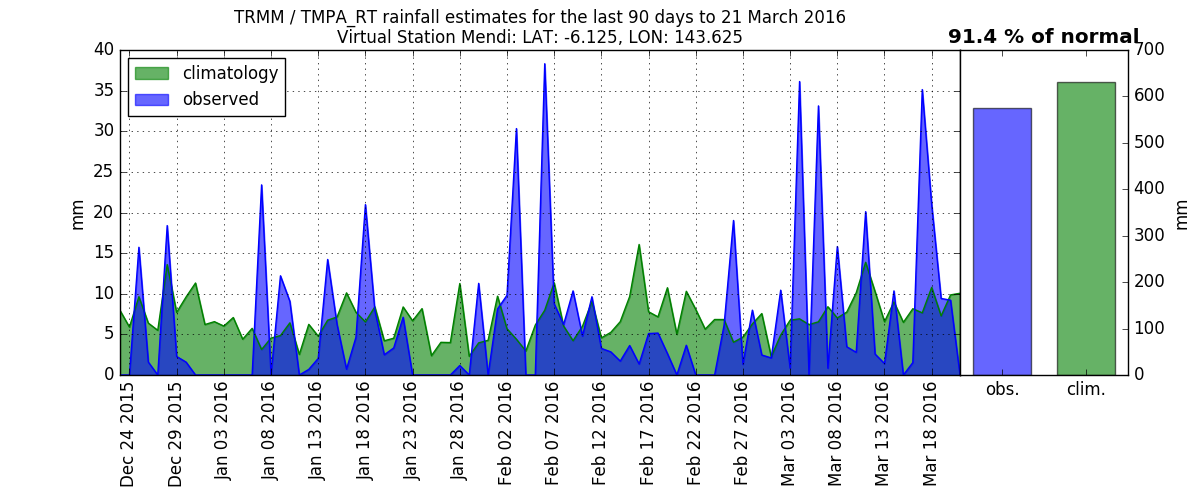 TRMM / TMPA_RT rainfall estimates for the last 90 days to 21 March 2016
Virtual Station Mendi: LAT: -6.125, LON: 143.625
91.4 % of normal
climatology
observed
mm
40
35
30
25
20
15
10
5
0
Dec 24 2015
Dec 29 2015
Jan 03 2016
Jan 08 2016
Jan 13 2016
Jan 18 2016
Jan 23 2016
Jan 28 2016
Feb 02 2016
Feb 07 2016
Feb 12 2016
Feb 17 2016
Feb 22 2016
Feb 27 2016
Mar 03 2016
Mar 08 2016
Mar 13 2016
Mar 18 2016
700
600
500
400
300
200
100
0
mm
obs.
clim.